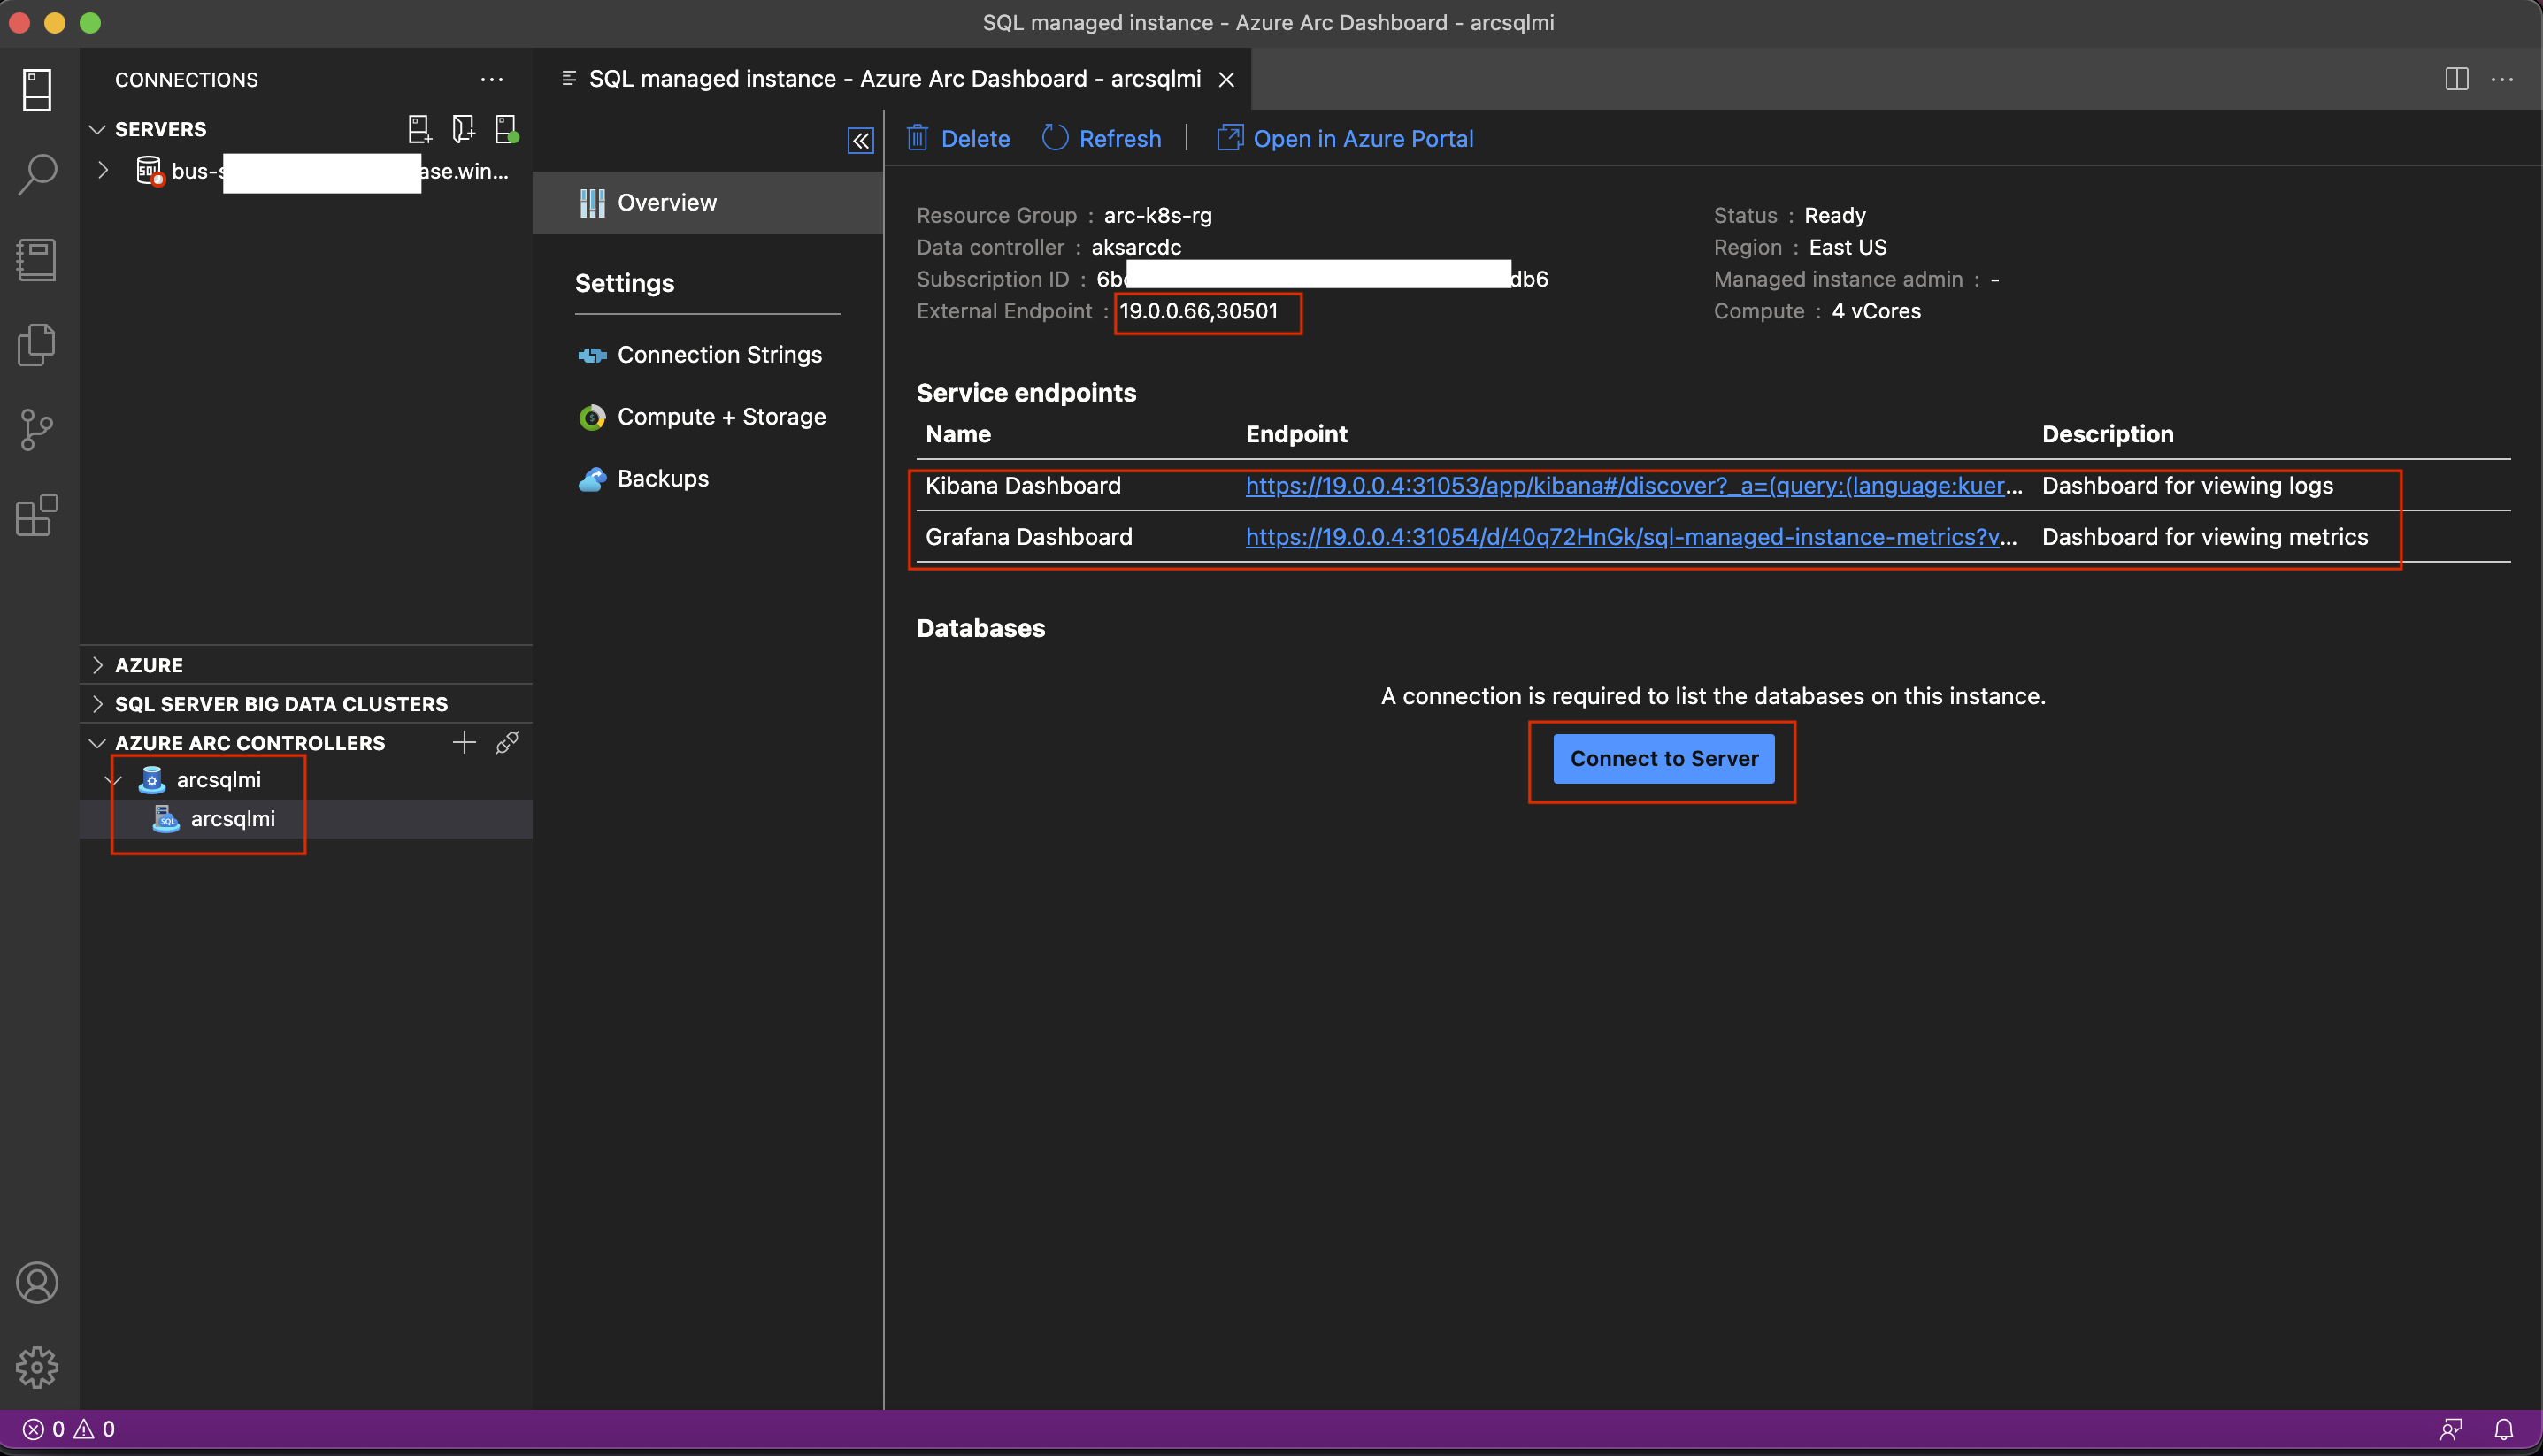 SQL managed instance - Azure Arc Dashboard - arcsqlmi
CONNECTIONS
SERVERS
bus-s
ase.win...
AZURE
SQL SERVER BIG DATA CLUSTERS
AZURE ARC CONTROLLERS
arcsqlmi
arcsqlmi
SQL managed instance - Azure Arc Dashboard - arcsqlmi
Overview
Settings
Connection Strings
Compute + Storage
Backups
Delete
Refresh
Open in Azure Portal
Resource Group : arc-k8s-rg
Data controller : aksarcdc
Subscription ID : 6b
db6
External Endpoint : 19.0.0.66,30501
Status : Ready
Region : East US
Managed instance admin : -
Compute : 4 vCores
Service endpoints
Name Endpoint Description
Kibana Dashboard https://19.0.0.4:31053/app/kibana#/discover?_a=(query:(language:kuer... Dashboard for viewing logs
Grafana Dashboard https://19.0.0.4:31054/d/40q72HnGk/sql-managed-instance-metrics?v... Dashboard for viewing metrics
Databases
A connection is required to list the databases on this instance.
Connect to Server
0 0